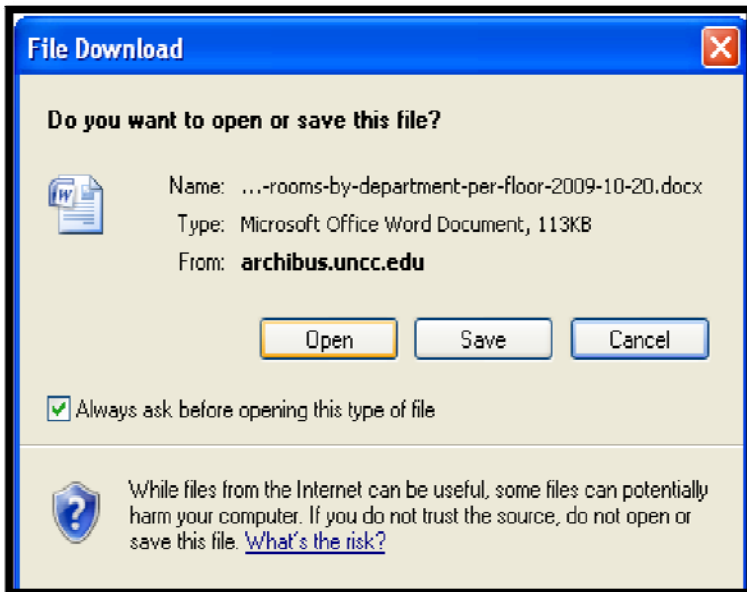 File Download
Do you want to open or save this file?
Name: ...-rooms-by-department-per-floor-2009-10-20.docx
Type: Microsoft Office Word Document, 113KB
From: archibus.uncc.edu
Open Save Cancel
Always ask before opening this type of file
While files from the Internet can be useful, some files can potentially
harm your computer. If you do not trust the source, do not open or
save this file. What's the risk?